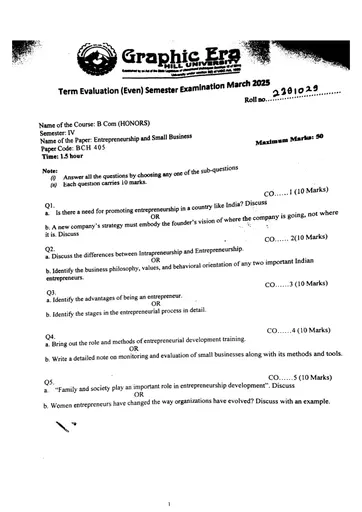 Graphic Era
HILL UNIVERSITY
Term Evaluation (Even) Semester Examination March 2025
Roll no. 2201029
Name of the Course: B Com (HONORS)
Semester: IV
Name of the Paper: Entrepreneurship and Small Business
Paper Code: BCH 405
Time: 1.5 hour
Maximum Marks: 50
Note:
(i) Answer all the questions by choosing any one of the sub-questions
(ii) Each question carries 10 marks.
CO......1 (10 Marks)
Q1.
a. Is there a need for promoting entrepreneurship in a country like India? Discuss
OR
b. A new company's strategy must embody the founder's vision of where the company is going, not where
it is. Discuss
CO...... 2(10 Marks)
Q2.
a. Discuss the differences between Intrapreneurship and Entrepreneurship.
OR
b. Identify the business philosophy, values, and behavioral orientation of any two important Indian
entrepreneurs.
CO......3 (10 Marks)
Q3.
a. Identify the advantages of being an entrepreneur.
OR
b. Identify the stages in the entrepreneurial process in detail.
CO......4 (10 Marks)
Q4.
a. Bring out the role and methods of entrepreneurial development training.
OR
b. Write a detailed note on monitoring and evaluation of small businesses along with its methods and tools.
CO......5 (10 Marks)
Q5.
a. "Family and society play an important role in entrepreneurship development". Discuss
OR
b. Women entrepreneurs have changed the way organizations have evolved? Discuss with an example.
1